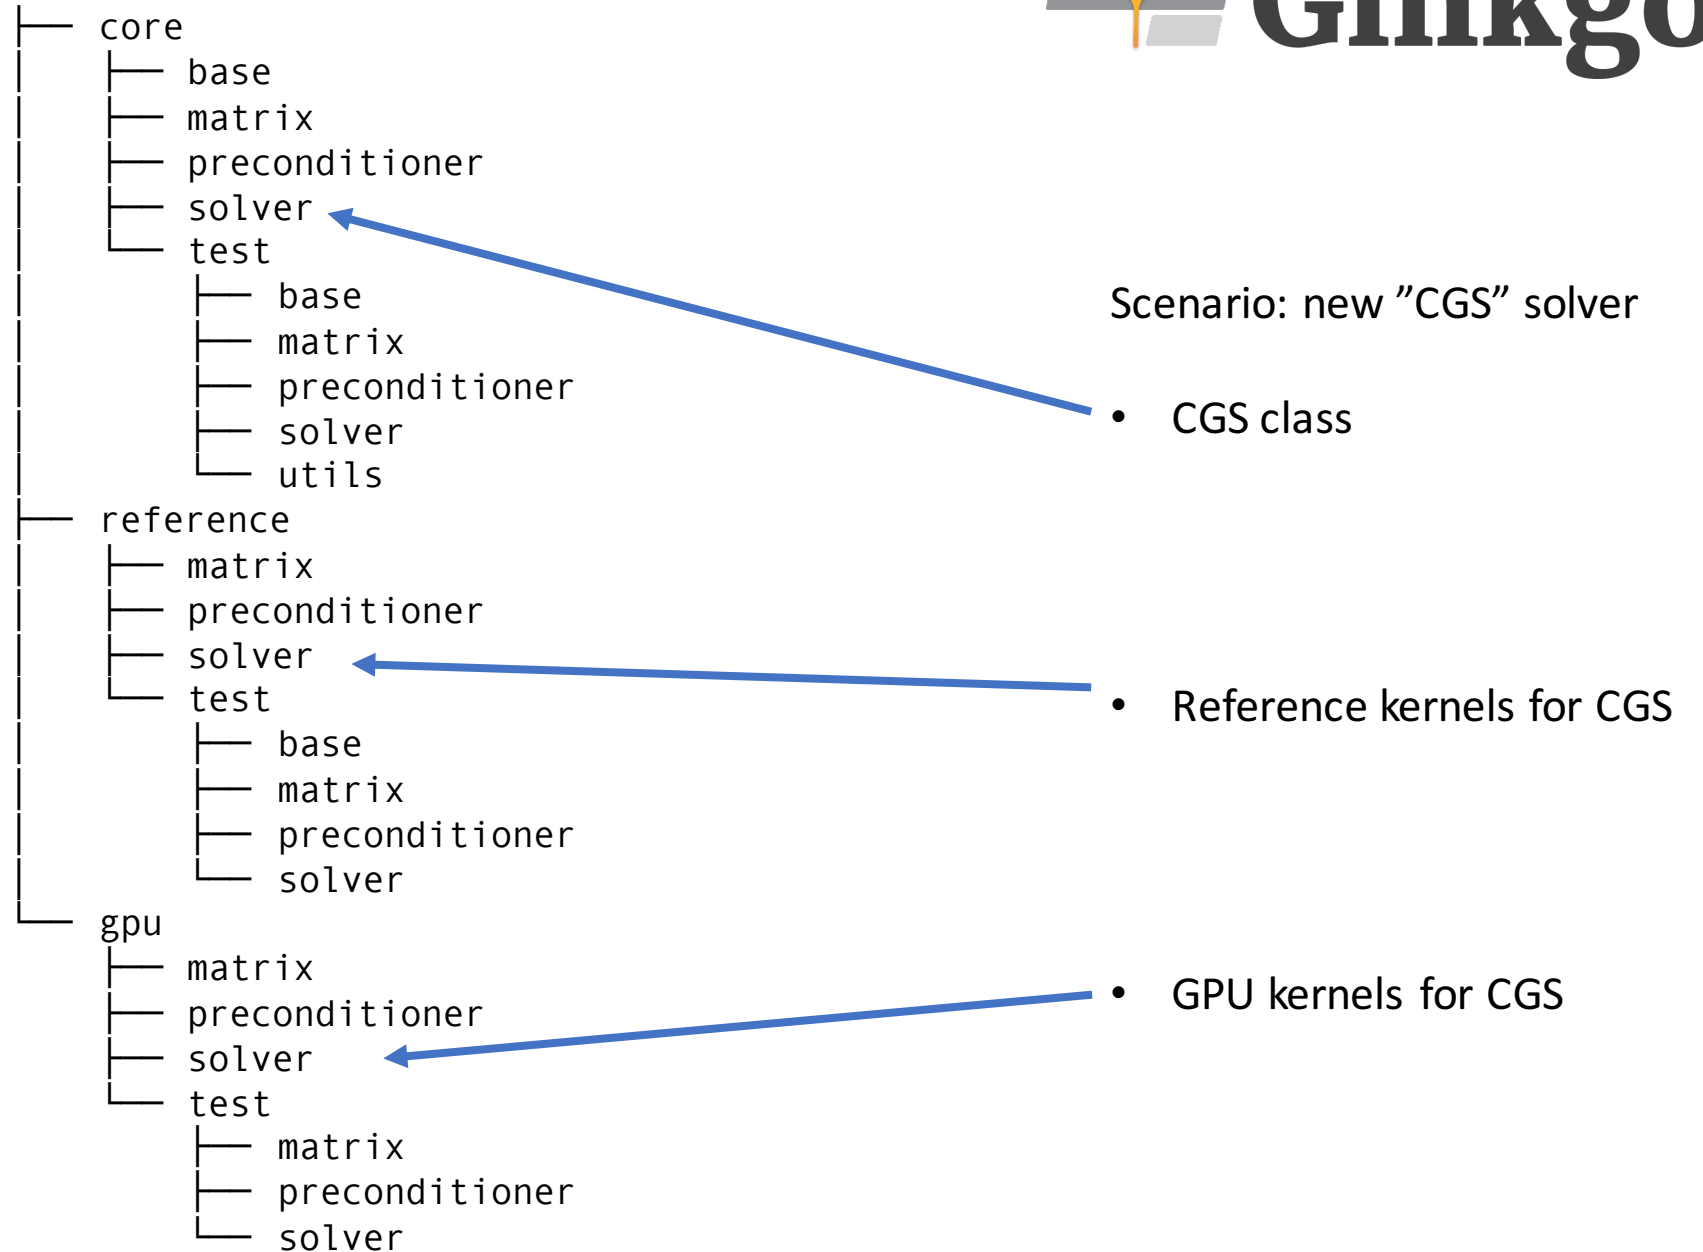 Ginkgo
core
base
matrix
preconditioner
solver
test
base
Scenario: new ”CGS” solver
matrix
preconditioner
• CGS class
solver
utils
reference
matrix
preconditioner
solver
test
• Reference kernels for CGS
base
matrix
preconditioner
solver
gpu
matrix
• GPU kernels for CGS
preconditioner
solver
test
matrix
preconditioner
solver